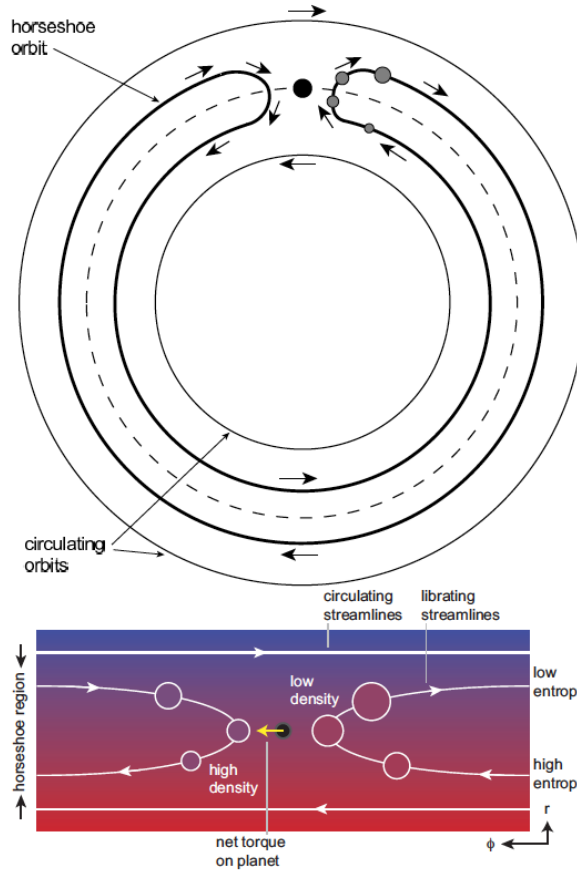 horseshoe
orbit
circulating
orbits
circulating
streamlines
librating
streamlines
horseshoe region
low
density
low
entrop
high
density
high
entrop
net torque
on planet
r
ϕ